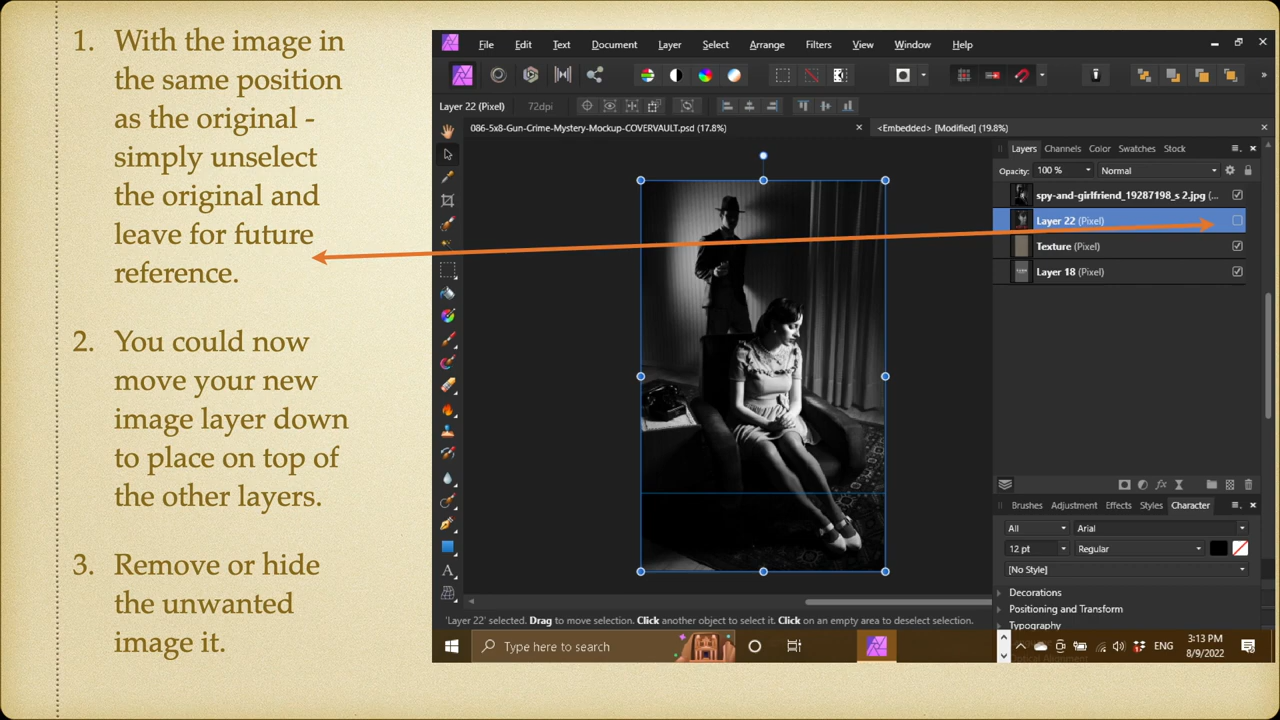 1. With the image in
the same position
as the original -
simply unselect
the original and
leave for future
reference.
2. You could now
move your new
image layer down
to place on top of
the other layers.
3. Remove or hide
the unwanted
image it.
File Edit Text Document Layer Select Arrange Filters View Window Help
Layer 22 (Pixel) 72dpi
086-5x8-Gun-Crime-Mystery-Mockup-COVERVAULT.psd (17.8%)
<Embedded> [Modified] (19.8%)
Layers Channels Color Swatches Stock
Opacity: 100 % Normal
spy-and-girlfriend_19287198_s 2.jpg (...
Layer 22 (Pixel)
Texture (Pixel)
Layer 18 (Pixel)
Brushes Adjustment Effects Styles Character
All Arial
12 pt Regular
[No Style]
Decorations
Positioning and Transform
Typography
'Layer 22' selected. Drag to move selection. Click another object to select it. Click on an empty area to deselect selection.
Type here to search
ENG
3:13 PM
8/9/2022